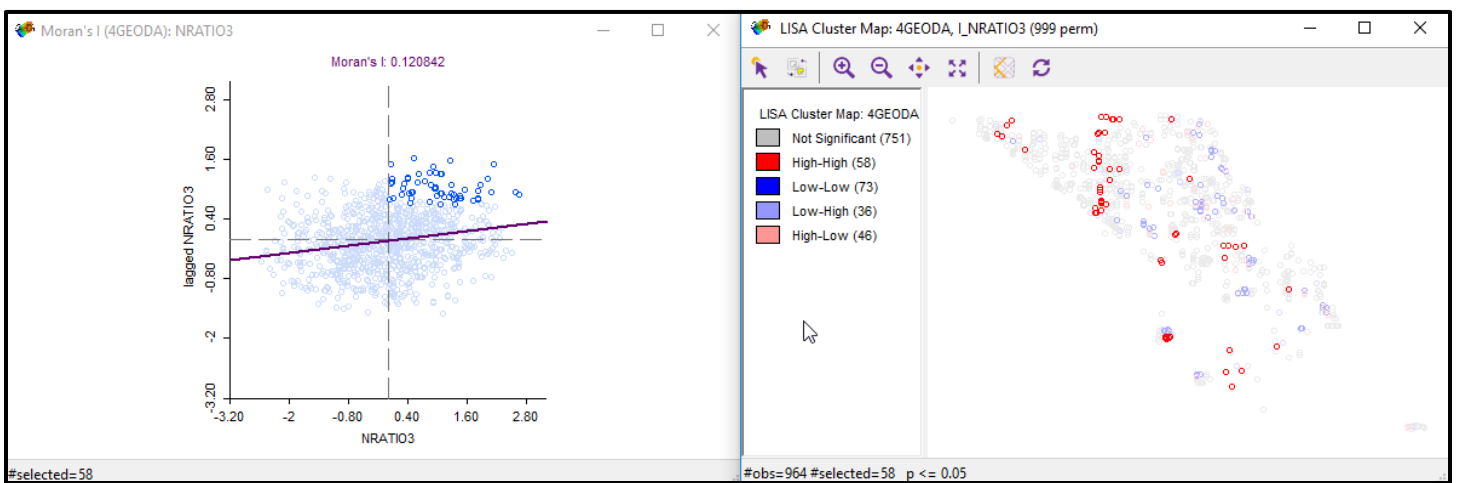 Moran's I (4GEODA): NRATIO3
Moran's I: 0.120842
2.80
1.60
0.40
-0.80
-2
-3.20
lagged NRATIO3
-3.20 -2 -0.80 0.40 1.60 2.80
NRATIO3
#selected=58
LISA Cluster Map: 4GEODA, I_NRATIO3 (999 perm)
LISA Cluster Map: 4GEODA
Not Significant (751)
High-High (58)
Low-Low (73)
Low-High (36)
High-Low (46)
#obs=964 #selected=58 p <= 0.05